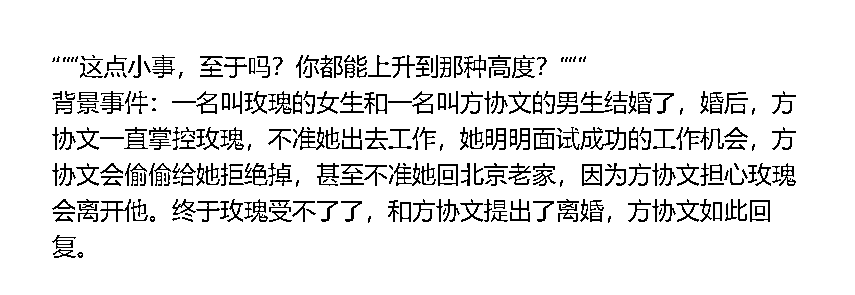 “”“”这点小事，至于吗？你都能上升到那种高度？“”“”
背景事件：一名叫玫瑰的女生和一名叫方协文的男生结婚了，婚后，方
协文一直掌控玫瑰，不准她出去工作，她明明面试成功的工作机会，方
协文会偷偷给她拒绝掉，甚至不准她回北京老家，因为方协文担心玫瑰
会离开他。终于玫瑰受不了了，和方协文提出了离婚，方协文如此回
复。